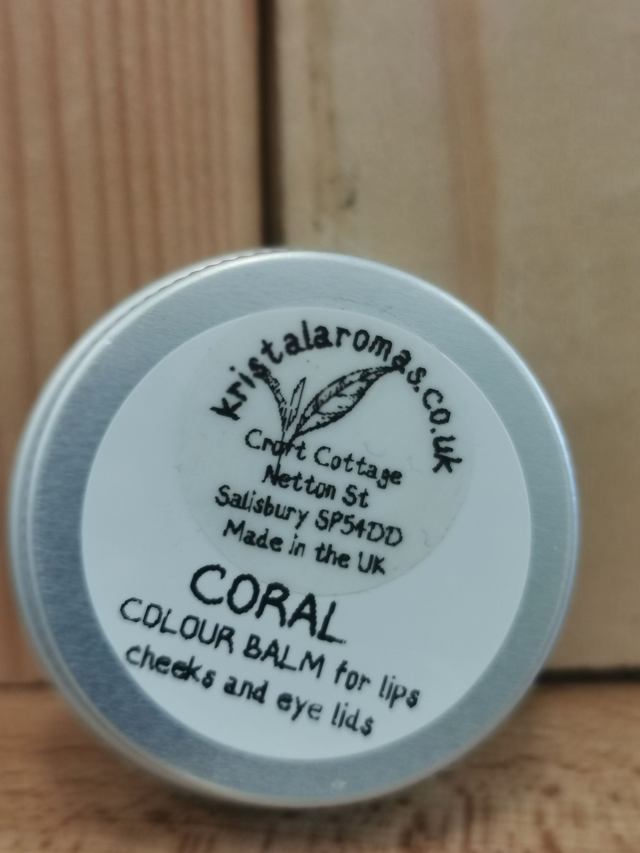 kristalaromas.co.uk
Croft Cottage
Netton St
Salisbury SP54DD
Made in the UK
CORAL
COLOUR BALM for lips
cheeks and eye lids